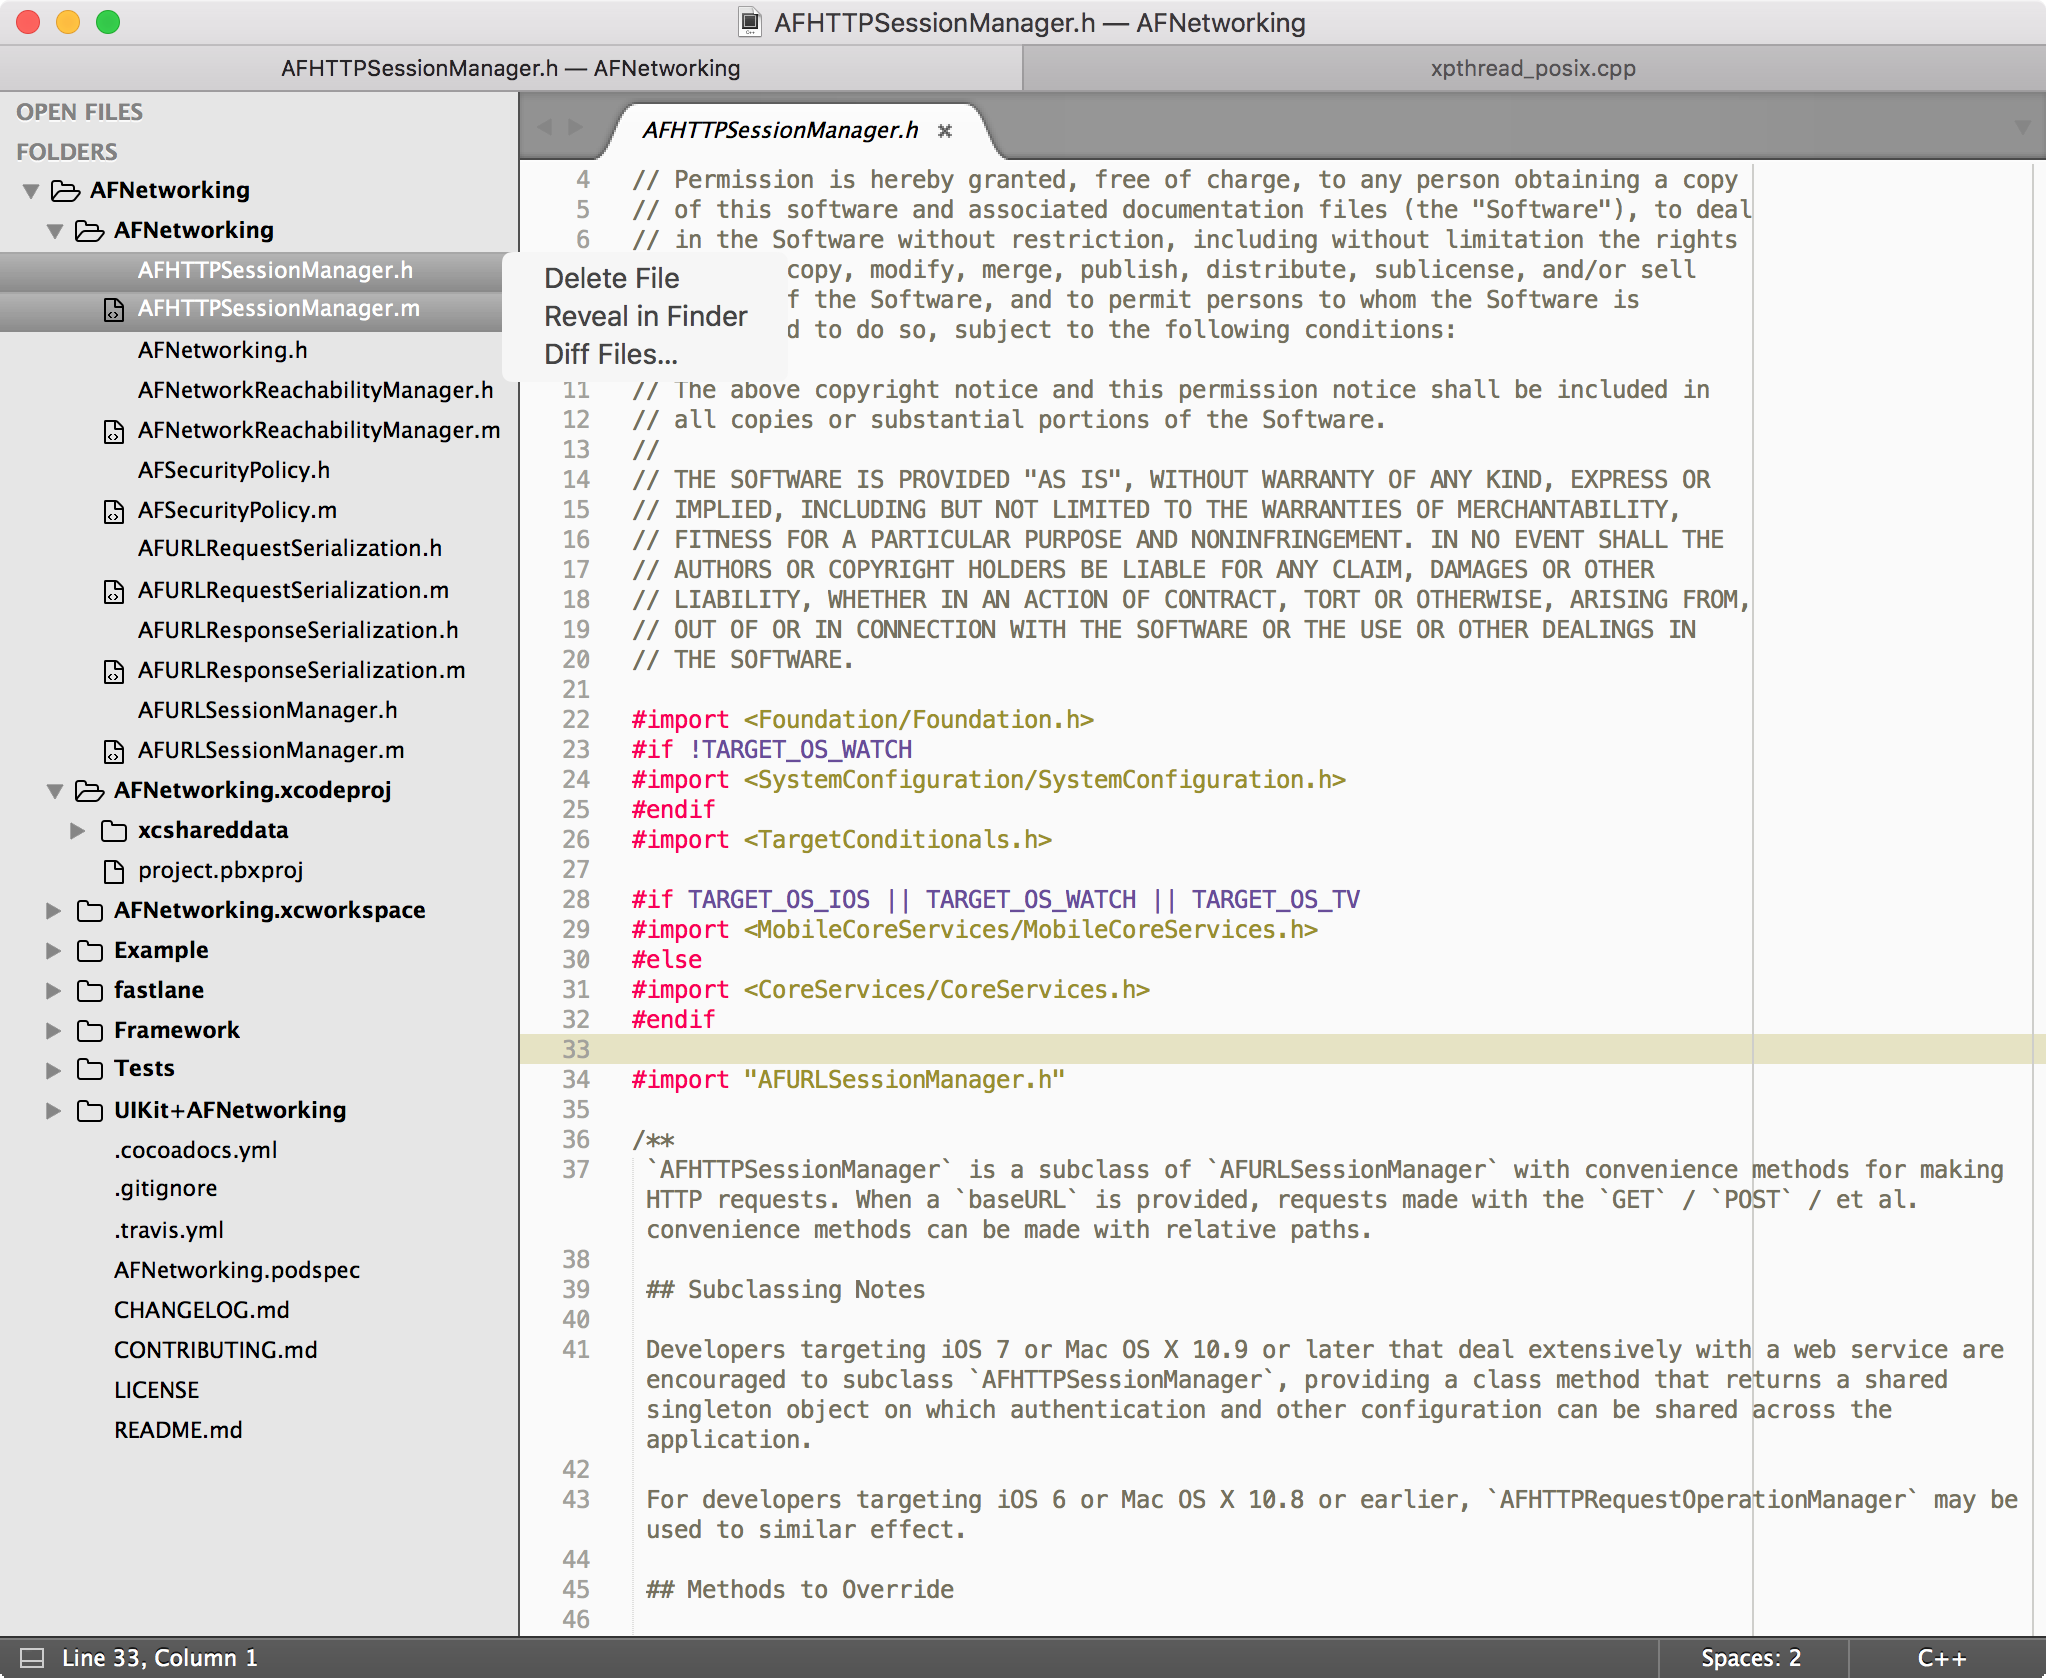 AFHTTPSessionManager.h — AFNetworking
AFHTTPSessionManager.h — AFNetworking
xpthread_posix.cpp
OPEN FILES
FOLDERS
AFNetworking
AFNetworking
AFHTTPSessionManager.h
AFHTTPSessionManager.m
AFNetworking.h
AFNetworkReachabilityManager.h
AFNetworkReachabilityManager.m
AFSecurityPolicy.h
AFSecurityPolicy.m
AFURLRequestSerialization.h
AFURLRequestSerialization.m
AFURLResponseSerialization.h
AFURLResponseSerialization.m
AFURLSessionManager.h
AFURLSessionManager.m
AFNetworking.xcodeproj
xcshareddata
project.pbxproj
AFNetworking.xcworkspace
Example
fastlane
Framework
Tests
UIKit+AFNetworking
.cocoadocs.yml
.gitignore
.travis.yml
AFNetworking.podspec
CHANGELOG.md
CONTRIBUTING.md
LICENSE
README.md
Delete File
Reveal in Finder
Diff Files...
AFHTTPSessionManager.h
4 // Permission is hereby granted, free of charge, to any person obtaining a copy
5 // of this software and associated documentation files (the "Software"), to deal
6 // in the Software without restriction, including without limitation the rights
copy, modify, merge, publish, distribute, sublicense, and/or sell
f the Software, and to permit persons to whom the Software is
d to do so, subject to the following conditions:
11 // The above copyright notice and this permission notice shall be included in
12 // all copies or substantial portions of the Software.
13 //
14 // THE SOFTWARE IS PROVIDED "AS IS", WITHOUT WARRANTY OF ANY KIND, EXPRESS OR
15 // IMPLIED, INCLUDING BUT NOT LIMITED TO THE WARRANTIES OF MERCHANTABILITY,
16 // FITNESS FOR A PARTICULAR PURPOSE AND NONINFRINGEMENT. IN NO EVENT SHALL THE
17 // AUTHORS OR COPYRIGHT HOLDERS BE LIABLE FOR ANY CLAIM, DAMAGES OR OTHER
18 // LIABILITY, WHETHER IN AN ACTION OF CONTRACT, TORT OR OTHERWISE, ARISING FROM,
19 // OUT OF OR IN CONNECTION WITH THE SOFTWARE OR THE USE OR OTHER DEALINGS IN
20 // THE SOFTWARE.
21
22 #import <Foundation/Foundation.h>
23 #if !TARGET_OS_WATCH
24 #import <SystemConfiguration/SystemConfiguration.h>
25 #endif
26 #import <TargetConditionals.h>
27
28 #if TARGET_OS_IOS || TARGET_OS_WATCH || TARGET_OS_TV
29 #import <MobileCoreServices/MobileCoreServices.h>
30 #else
31 #import <CoreServices/CoreServices.h>
32 #endif
33
34 #import "AFURLSessionManager.h"
35
36 /**
37 `AFHTTPSessionManager` is a subclass of `AFURLSessionManager` with convenience methods for making
HTTP requests. When a `baseURL` is provided, requests made with the `GET` / `POST` / et al.
convenience methods can be made with relative paths.
38
39 ## Subclassing Notes
40
41 Developers targeting iOS 7 or Mac OS X 10.9 or later that deal extensively with a web service are
encouraged to subclass `AFHTTPSessionManager`, providing a class method that returns a shared
singleton object on which authentication and other configuration can be shared across the
application.
42
43 For developers targeting iOS 6 or Mac OS X 10.8 or earlier, `AFHTTPRequestOperationManager` may be
used to similar effect.
44
45 ## Methods to Override
46
Line 33, Column 1
Spaces: 2
C++